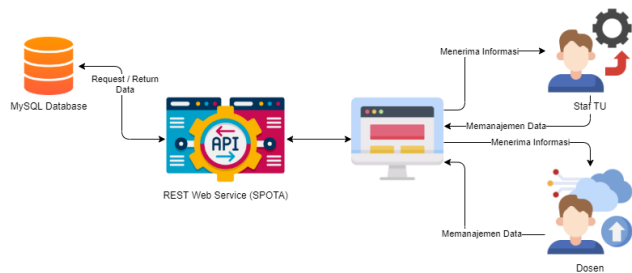 Menerima Informasi
Request / Return
Data
MySQL Database
Staf TU
Memanajemen Data
API
Menerima Informasi
REST Web Service (SPOTA)
Memanajemen Data
Dosen